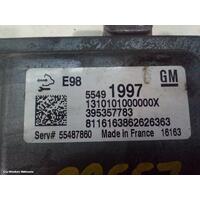 E98
GM
5549 1997
1310101000000X
395357783
8116163862626363
Serv# 55487860 Made in France 16163